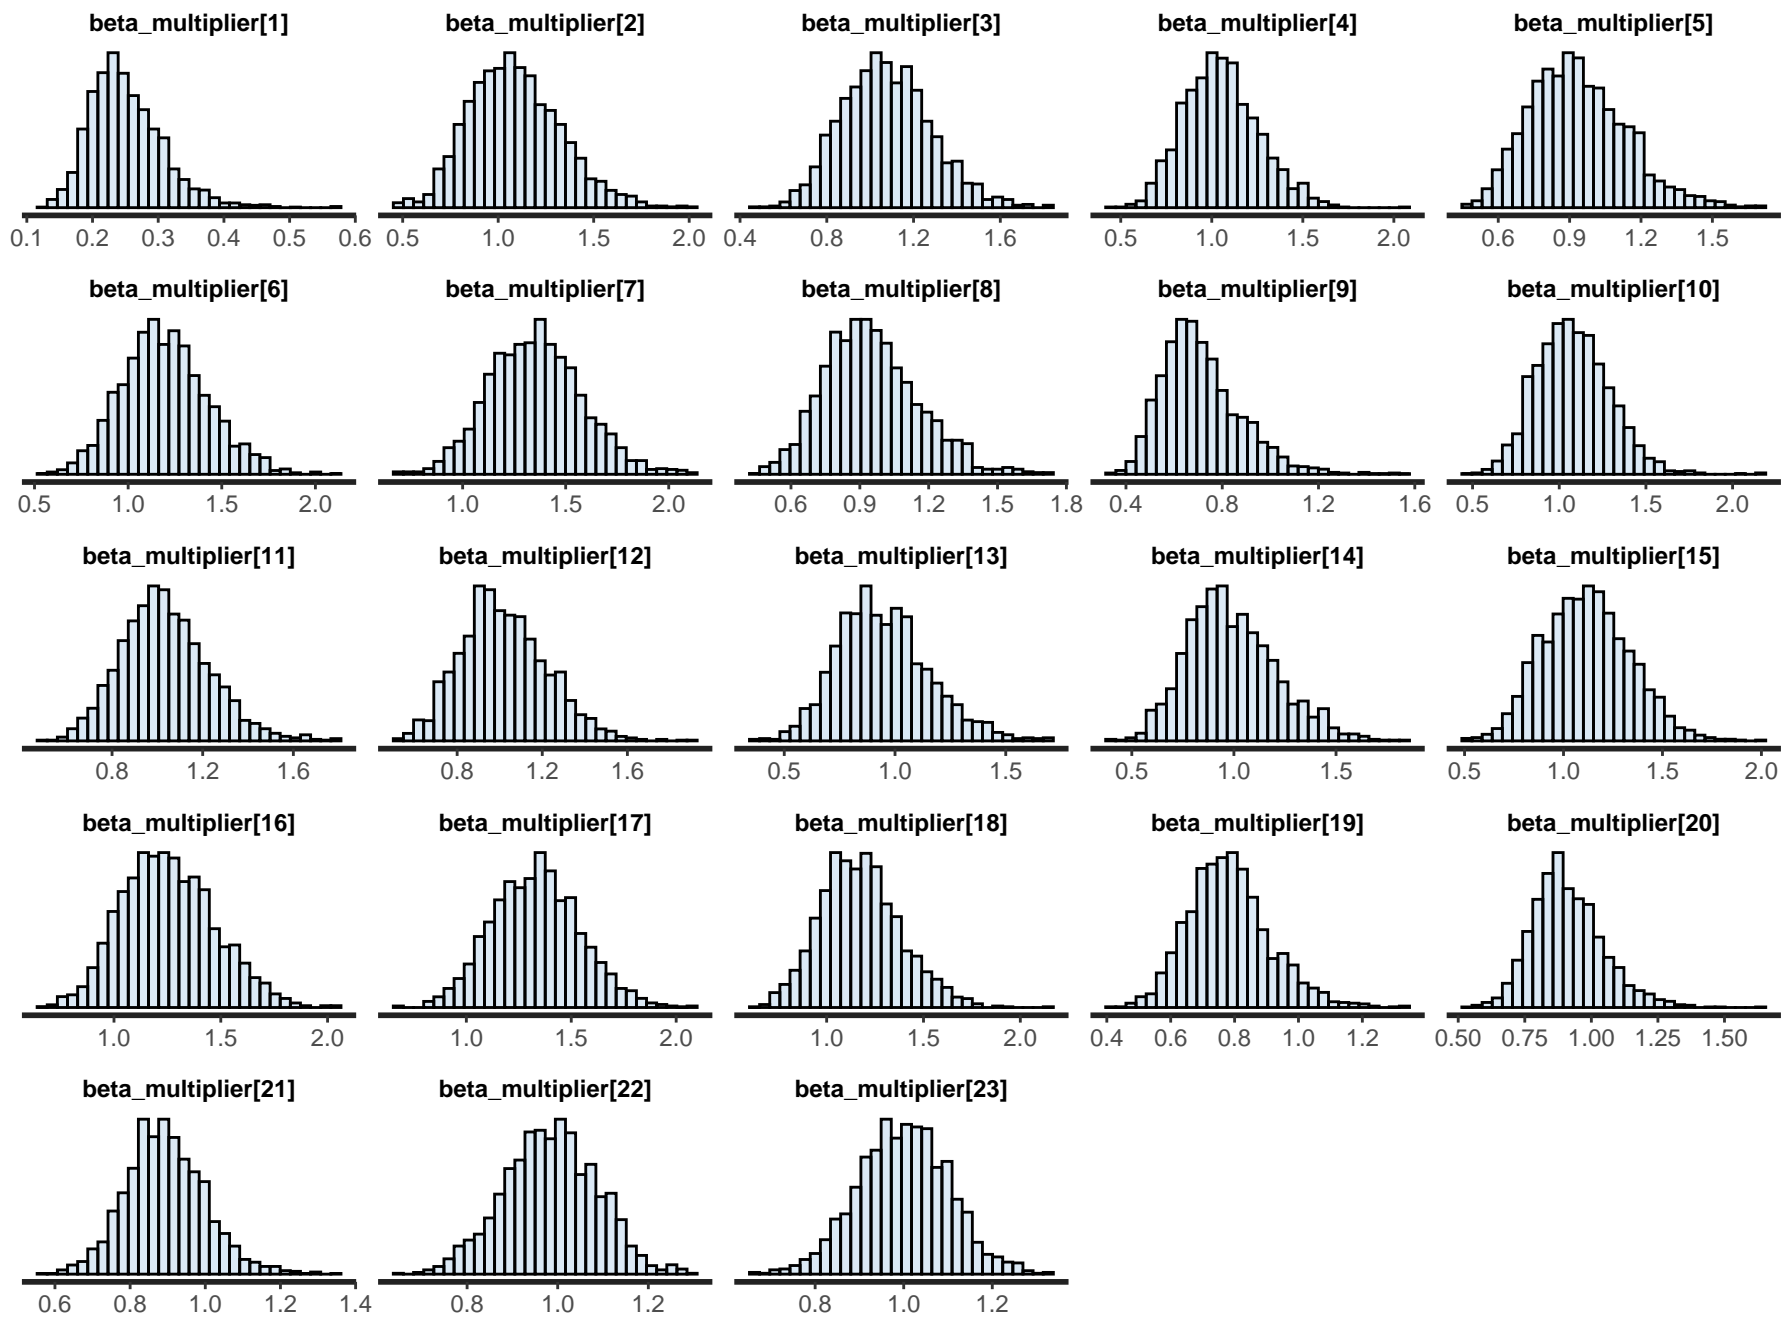 beta_multiplier[1] beta_multiplier[2] beta_multiplier[3] beta_multiplier[4] beta_multiplier[5]
0.1 0.2 0.3 0.4 0.5 0.6 0.5 1.0 1.5 2.0 0.4 0.8 1.2 1.6 0.5 1.0 1.5 2.0 0.6 0.9 1.2 1.5
beta_multiplier[6] beta_multiplier[7] beta_multiplier[8] beta_multiplier[9] beta_multiplier[10]
0.5 1.0 1.5 2.0 1.0 1.5 2.0 0.6 0.9 1.2 1.5 1.8 0.4 0.8 1.2 1.6 0.5 1.0 1.5 2.0
beta_multiplier[11] beta_multiplier[12] beta_multiplier[13] beta_multiplier[14] beta_multiplier[15]
0.8 1.2 1.6 0.8 1.2 1.6 0.5 1.0 1.5 0.5 1.0 1.5 0.5 1.0 1.5 2.0
beta_multiplier[16] beta_multiplier[17] beta_multiplier[18] beta_multiplier[19] beta_multiplier[20]
1.0 1.5 2.0 1.0 1.5 2.0 1.0 1.5 2.0 0.4 0.6 0.8 1.0 1.2 0.50 0.75 1.00 1.25 1.50
beta_multiplier[21] beta_multiplier[22] beta_multiplier[23]
0.6 0.8 1.0 1.2 1.4 0.8 1.0 1.2 0.8 1.0 1.2